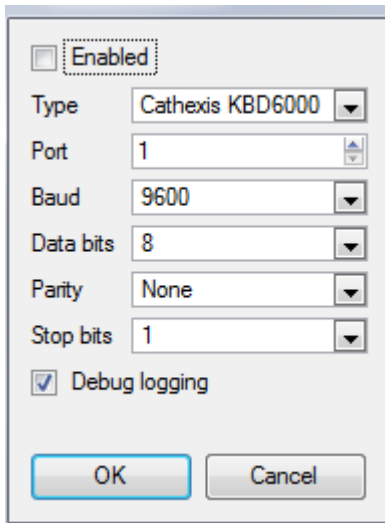 Enabled
Type Cathexis KBD6000
Port 1
Baud 9600
Data bits 8
Parity None
Stop bits 1
Debug logging
OK Cancel